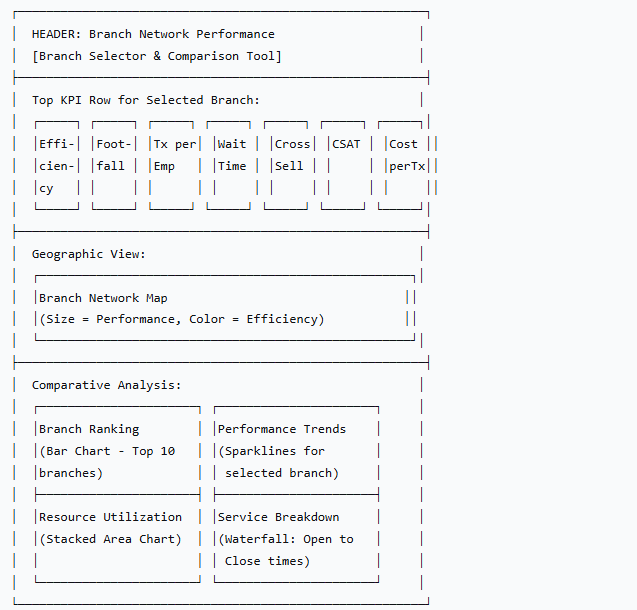 HEADER: Branch Network Performance
[Branch Selector & Comparison Tool]
Top KPI Row for Selected Branch:
Effi- Foot- Tx per Wait Cross CSAT Cost
cien- fall Emp Time Sell perTx
cy
Geographic View:
Branch Network Map
(Size = Performance, Color = Efficiency)
Comparative Analysis:
Branch Ranking Performance Trends
(Bar Chart - Top 10 (Sparklines for
branches) selected branch)
Resource Utilization Service Breakdown
(Stacked Area Chart) (Waterfall: Open to
Close times)